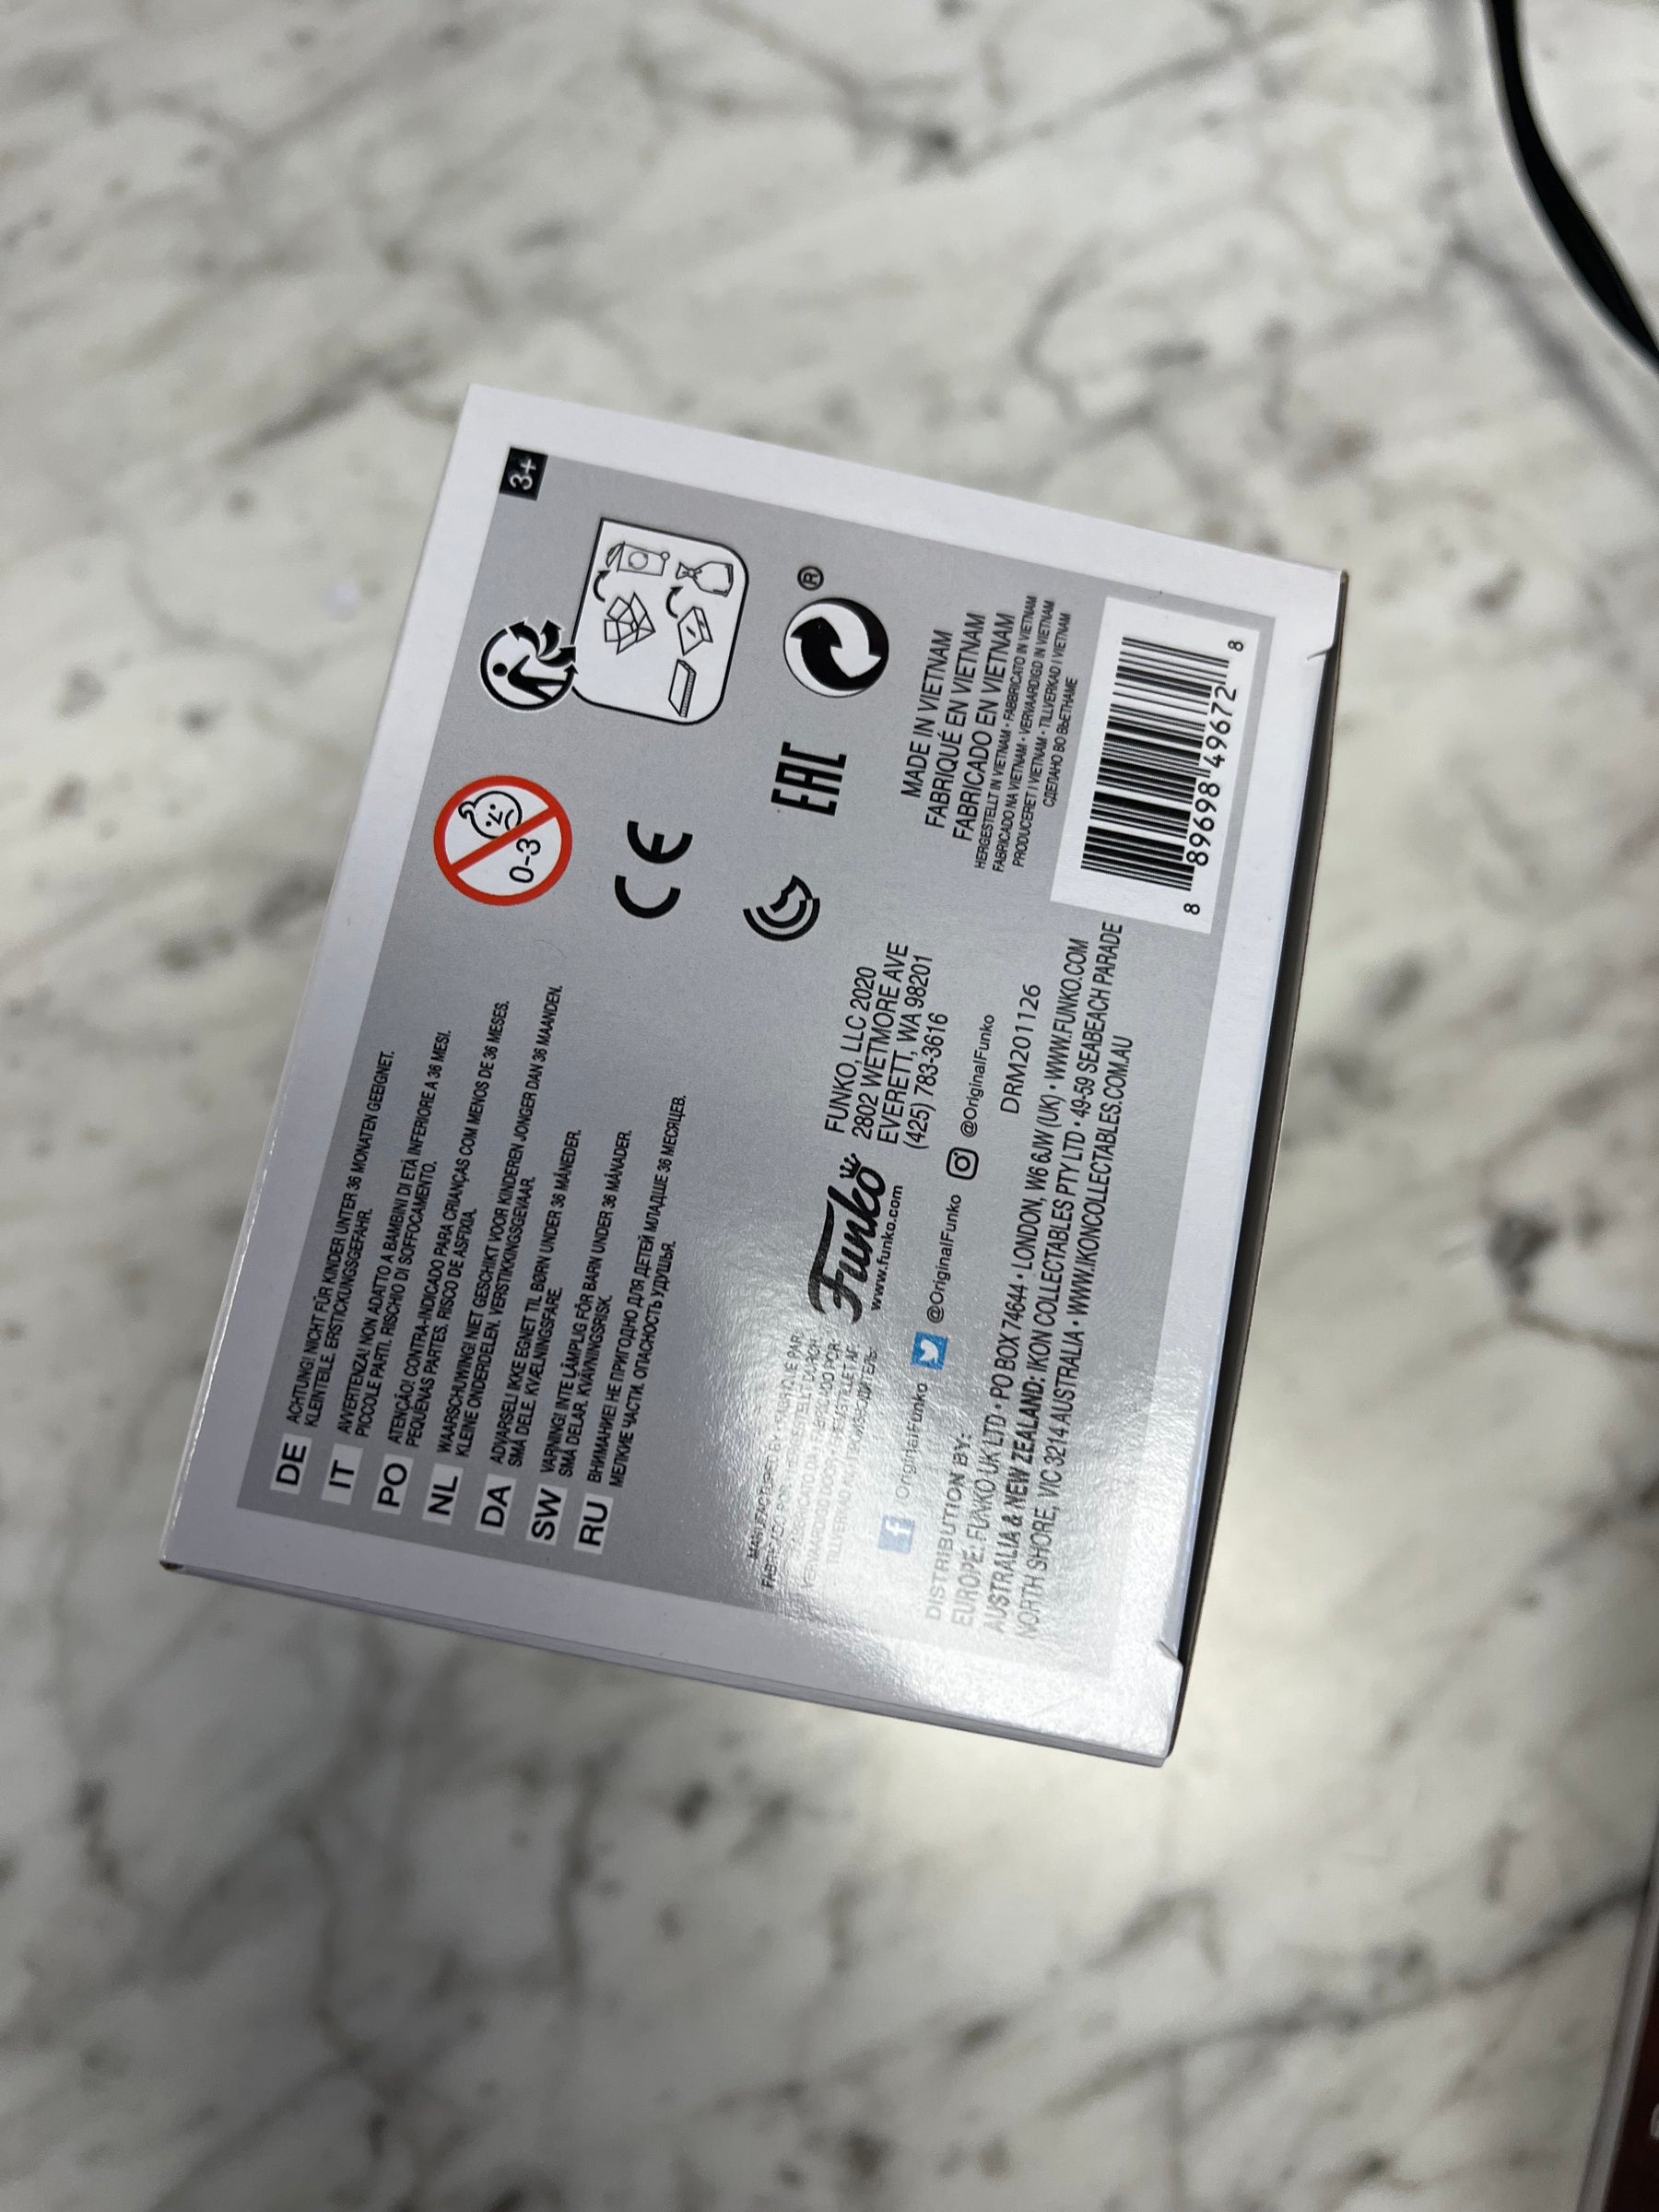 DE ACHTUNG! NICHT FÜR KINDER UNTER 36 MONATEN GEEIGNET.
KLEINTEILE. ERSTICKUNGSGEFAHR.
IT AVVERTENZA! NON ADATTO A BAMBINI DI ETÀ INFERIORE A 36 MESI.
PICCOLE PARTI. RISCHIO DI SOFFOCAMENTO.
PO ATENÇÃO! CONTRA-INDICADO PARA CRIANÇAS COM MENOS DE 36 MESES.
PEQUENAS PARTES. RISCO DE ASFIXIA.
NL WAARSCHUWING! NIET GESCHIKT VOOR KINDEREN JONGER DAN 36 MAANDEN.
KLEINE ONDERDELEN. VERSTIKKINGSGEVAAR.
DA ADVARSEL! IKKE EGNET TIL BØRN UNDER 36 MÅNEDER.
SMÅ DELE. KVÆLNINGSFARE.
SW VARNING! INTE LÄMPLIG FÖR BARN UNDER 36 MÅNADER.
SMÅ DELAR. KVÄVNINGSRISK.
RU ВНИМАНИЕ! НЕ ПРИГОДНО ДЛЯ ДЕТЕЙ МЛАДШЕ 36 МЕСЯЦЕВ.
МЕЛКИЕ ЧАСТИ. ОПАСНОСТЬ УДУШЬЯ.
3+
0-3
CE
EAC
®
Funko
www.funko.com
FUNKO, LLC 2020
2802 WETMORE AVE
EVERETT, WA 98201
(425) 783-3616
OriginalFunko @OriginalFunko @OriginalFunko
DRM201126
DISTRIBUTION BY:
EUROPE: FUNKO UK LTD • PO BOX 74644 • LONDON, W6 6JW (UK) • WWW.FUNKO.COM
AUSTRALIA & NEW ZEALAND: IKON COLLECTABLES PTY LTD • 49-59 SEABEACH PARADE
NORTH SHORE, VIC 3214 AUSTRALIA • WWW.IKONCOLLECTABLES.COM.AU
MADE IN VIETNAM
FABRIQUÉ EN VIETNAM
FABRICADO EN VIETNAM
HERGESTELLT IN VIETNAM • FABBRICATO IN VIETNAM
FABRICADO NA VIETNAM • VERVAARDIGD IN VIETNAM
PRODUCERET I VIETNAM • TILLVERKAD I VIETNAM
СДЕЛАНО ВО ВЬЕТНАМЕ
8 89698 49672 8